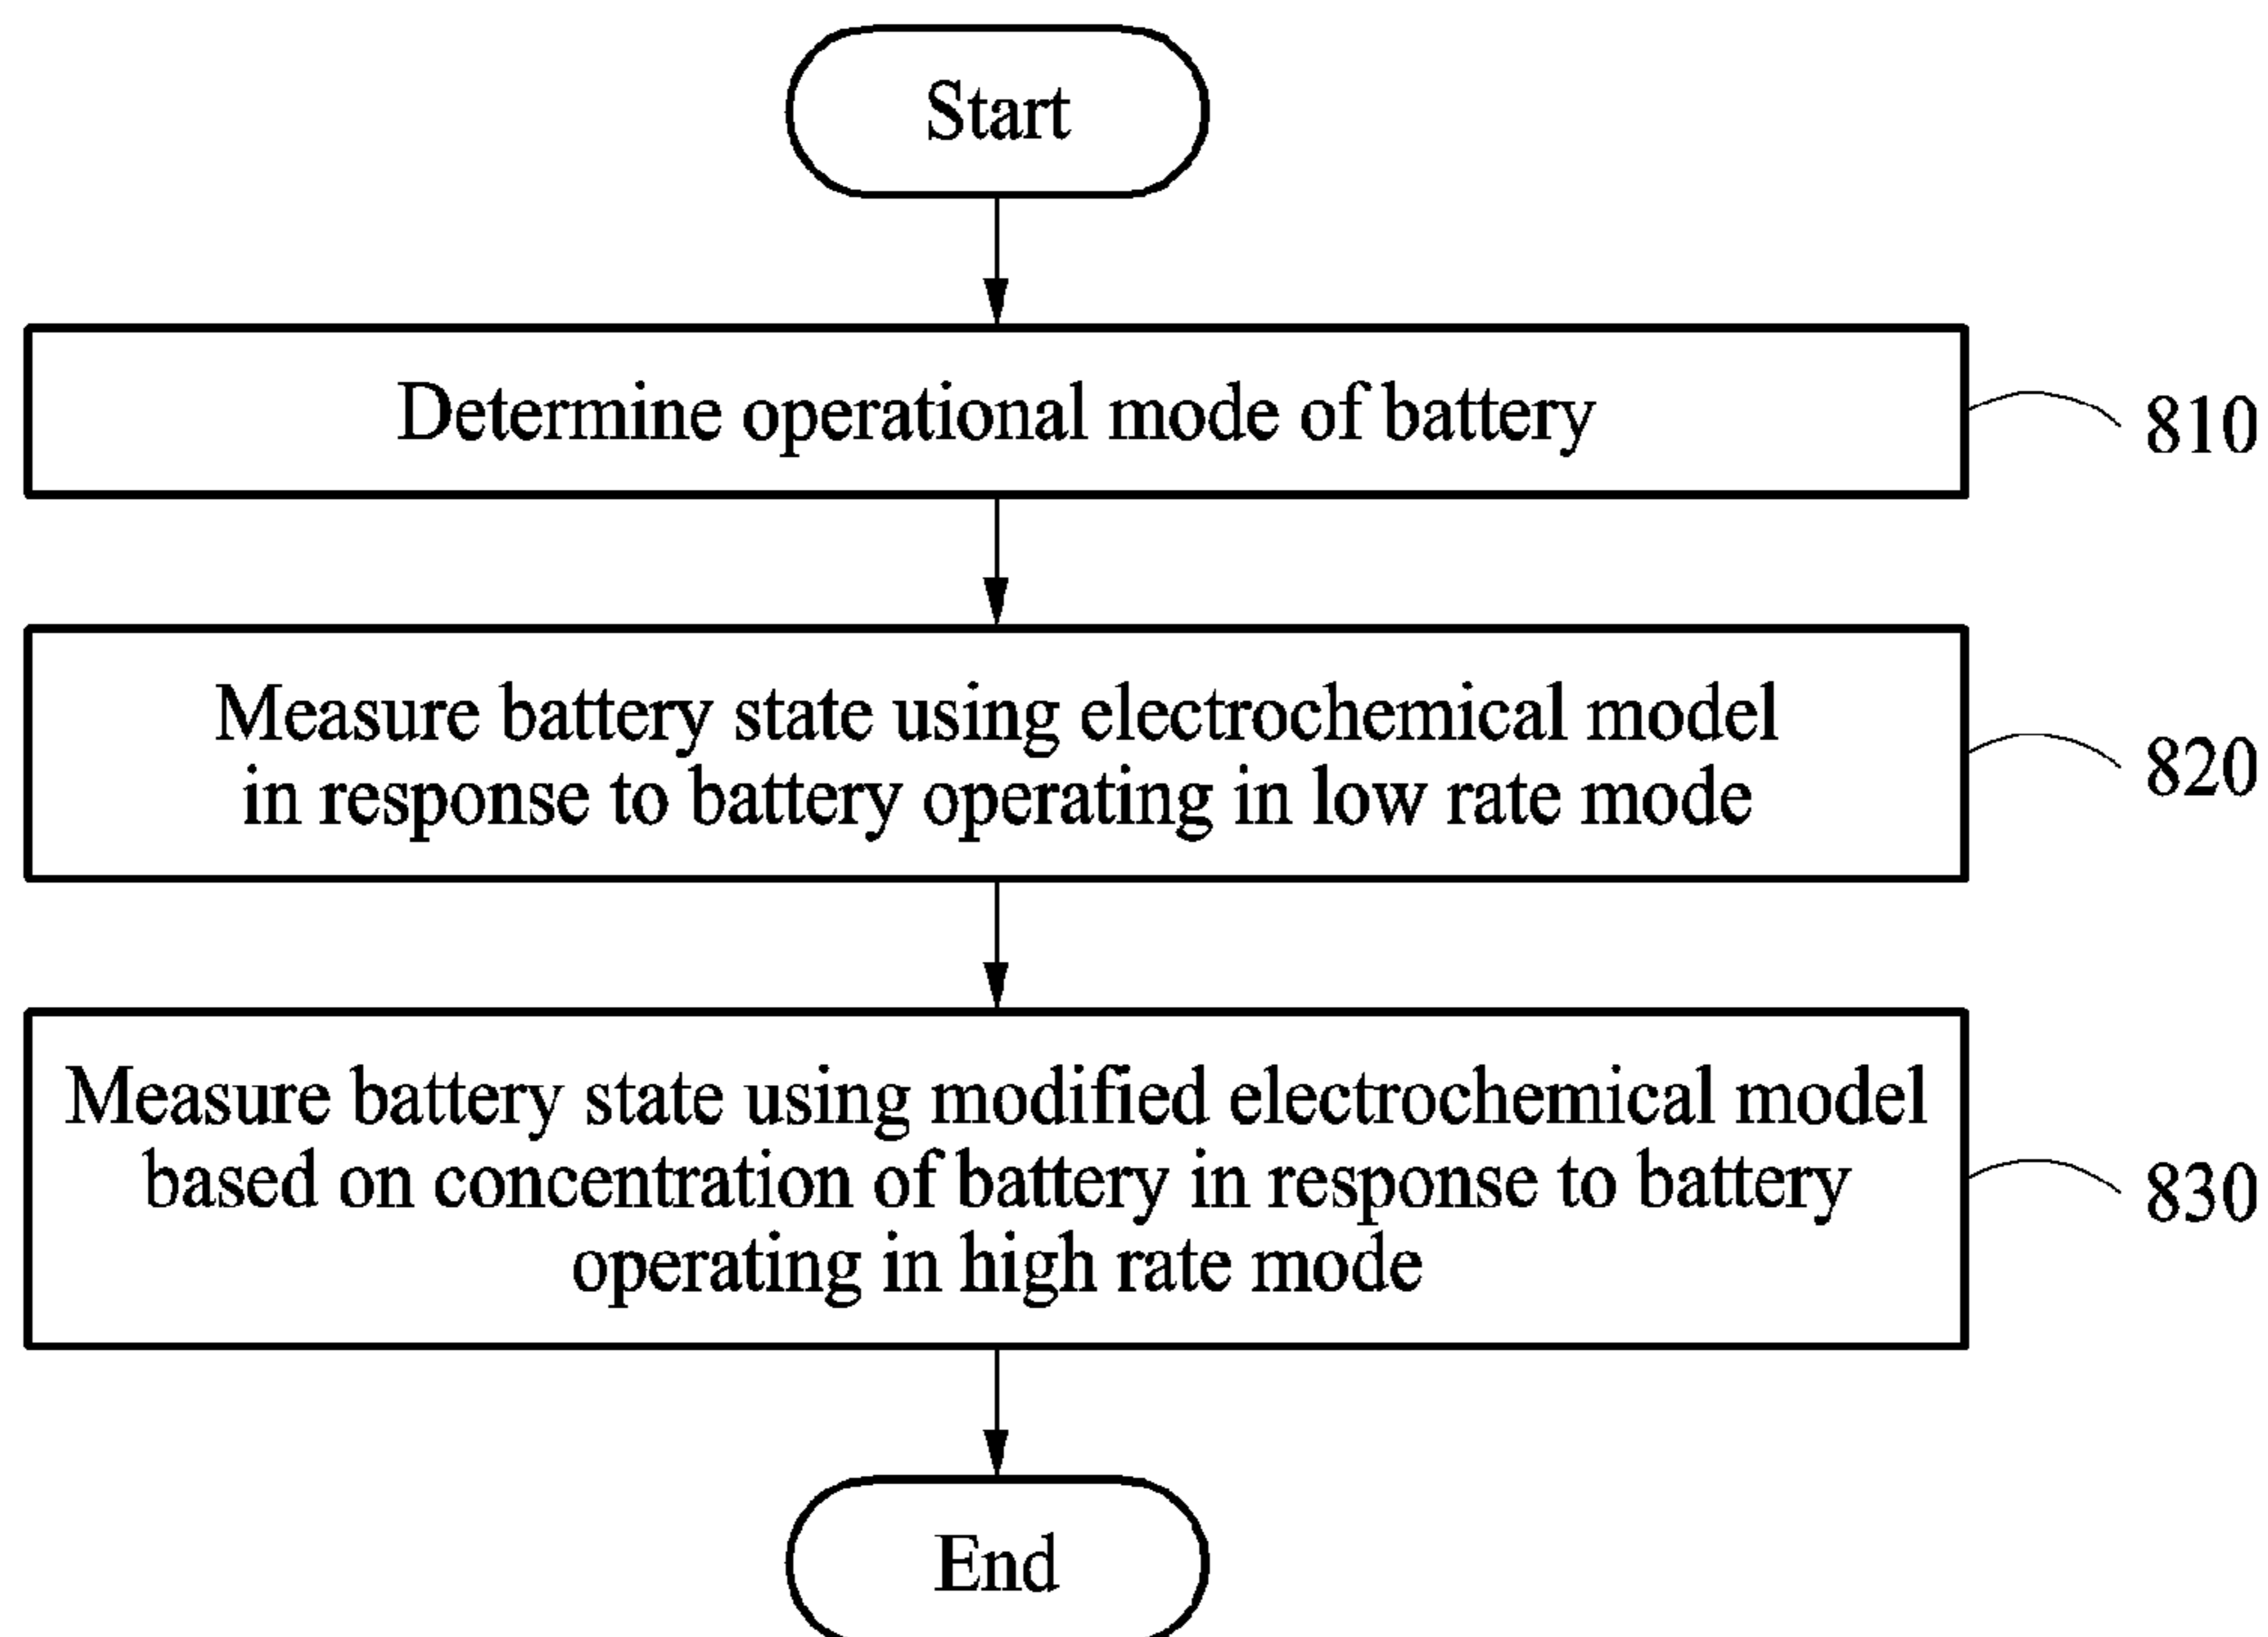 Start
Determine operational mode of battery
810
Measure battery state using electrochemical model
in response to battery operating in low rate mode
820
Measure battery state using modified electrochemical model
based on concentration of battery in response to battery
operating in high rate mode
830
End